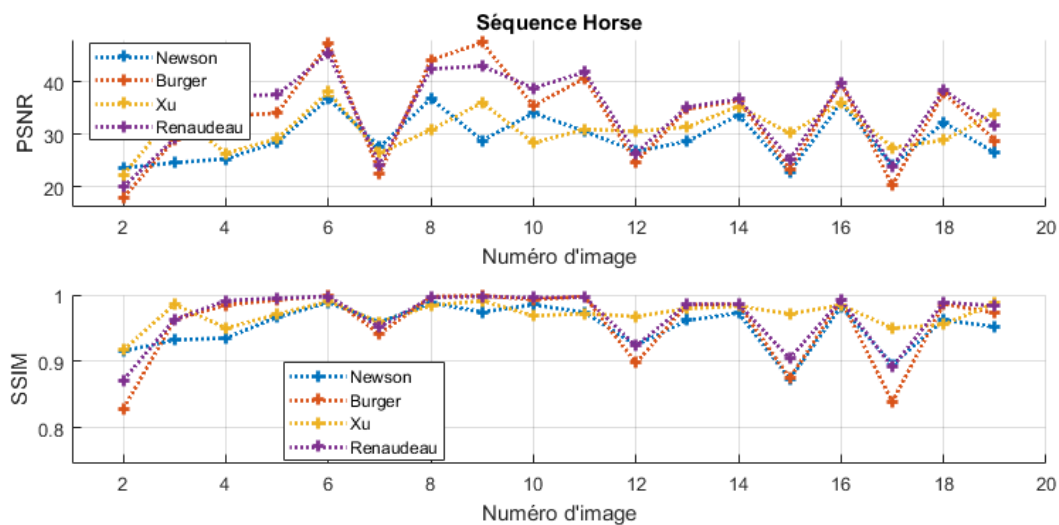 Séquence Horse
PSNR
40
30
20
Newson
Burger
Xu
Renaudeau
2 4 6 8 10 12 14 16 18 20
Numéro d'image
SSIM
1
0.9
0.8
Newson
Burger
Xu
Renaudeau
2 4 6 8 10 12 14 16 18 20
Numéro d'image